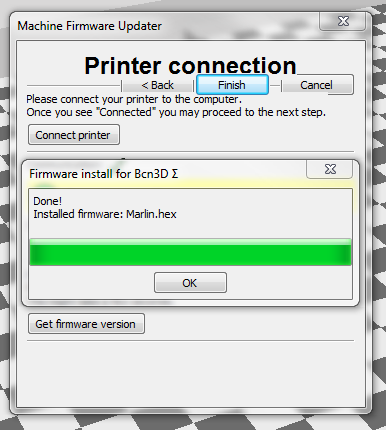 Machine Firmware Updater
Printer connection
< Back
Finish
Cancel
Please connect your printer to the computer.
Once you see "Connected" you may proceed to the next step.
Connect printer
Firmware install for Bcn3D Σ
Done!
Installed firmware: Marlin.hex
OK
Get firmware version